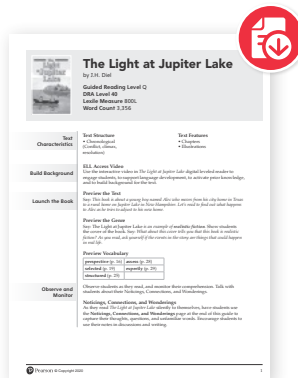 The Light
at Jupiter
Lake
The Light at Jupiter Lake
by J.H. Diel
Guided Reading Level Q
DRA Level 40
Lexile Measure 800L
Word Count 3,356
Text
Characteristics
Text Structure
• Chronological
(Conflict, climax,
resolution)
Text Features
• Chapters
• Illustrations
Build Background
ELL Access Video
Use the interactive video in The Light at Jupiter Lake digital leveled reader to
engage students, to support language development, to activate prior knowledge,
and to build background for the text.
Launch the Book
Preview the Text
Say: This book is about a young boy named Alex who moves from his city home in Texas
to a rural home on Jupiter Lake in New Hampshire. Let's read to find out what happens
to Alex as he tries to adjust to his new home.
Preview the Genre
Say: The Light at Jupiter Lake is an example of realistic fiction. Show students
the cover of the book. Say: What about this cover tells you that this book is realistic
fiction? As you read, ask yourself if the events in the story are things that could happen
in real life.
Preview Vocabulary
perspective (p. 16) access (p. 28)
selected (p. 19) expertly (p. 29)
structured (p. 25)
Observe and
Monitor
Observe students as they read, and monitor their comprehension. Talk with
students about their Noticings, Connections, and Wonderings.
Noticings, Connections, and Wonderings
As they read The Light at Jupiter Lake silently to themselves, have students use
the Noticings, Connections, and Wonderings page at the end of this guide to
capture their thoughts, questions, and unfamiliar words. Encourage students to
use these notes in discussions and writing.
Pearson © Copyright 2020
1